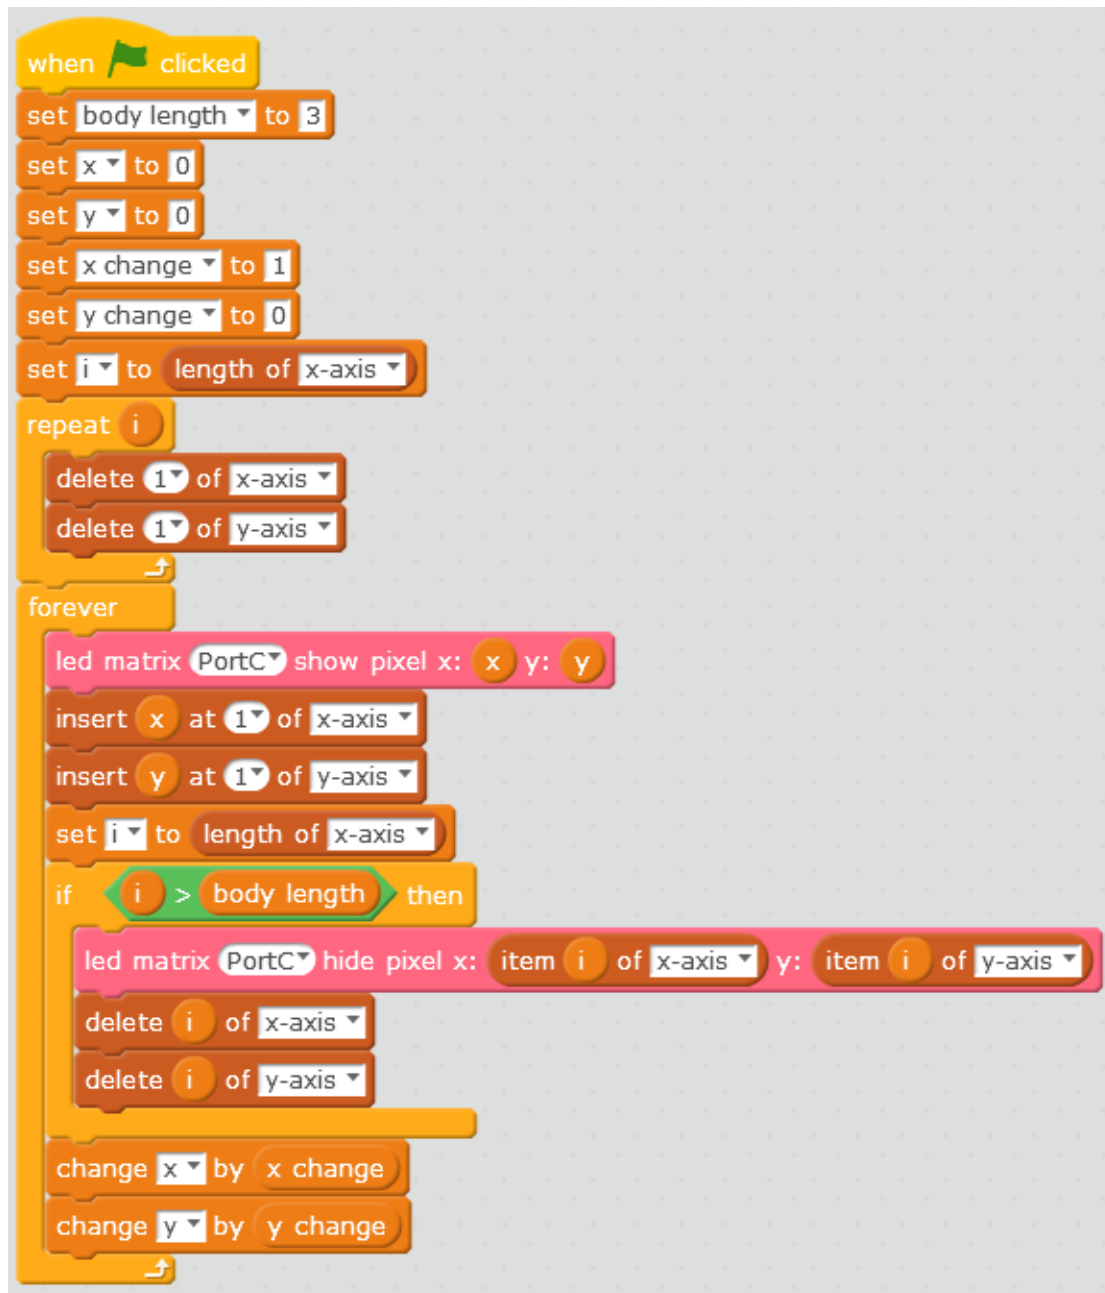 when clicked
set body length to 3
set x to 0
set y to 0
set x change to 1
set y change to 0
set i to length of x-axis
repeat i
delete 1 of x-axis
delete 1 of y-axis
forever
led matrix PortC show pixel x: x y: y
insert x at 1 of x-axis
insert y at 1 of y-axis
set i to length of x-axis
if i > body length then
led matrix PortC hide pixel x: item i of x-axis y: item i of y-axis
delete i of x-axis
delete i of y-axis
change x by x change
change y by y change